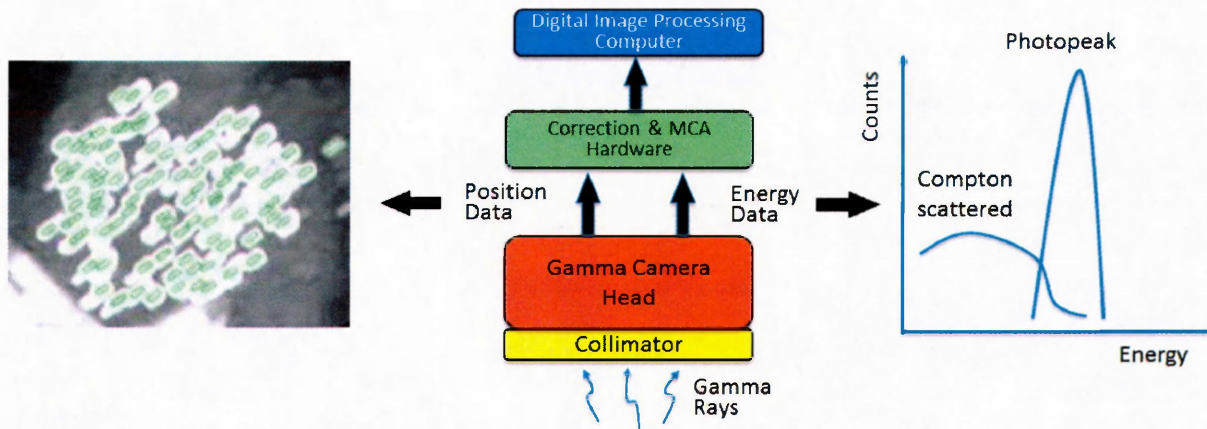 Digital Image Processing
Computer
Correction & MCA
Hardware
Position
Data
Energy
Data
Gamma Camera
Head
Collimator
Gamma
Rays
Photopeak
Counts
Compton
scattered
Energy